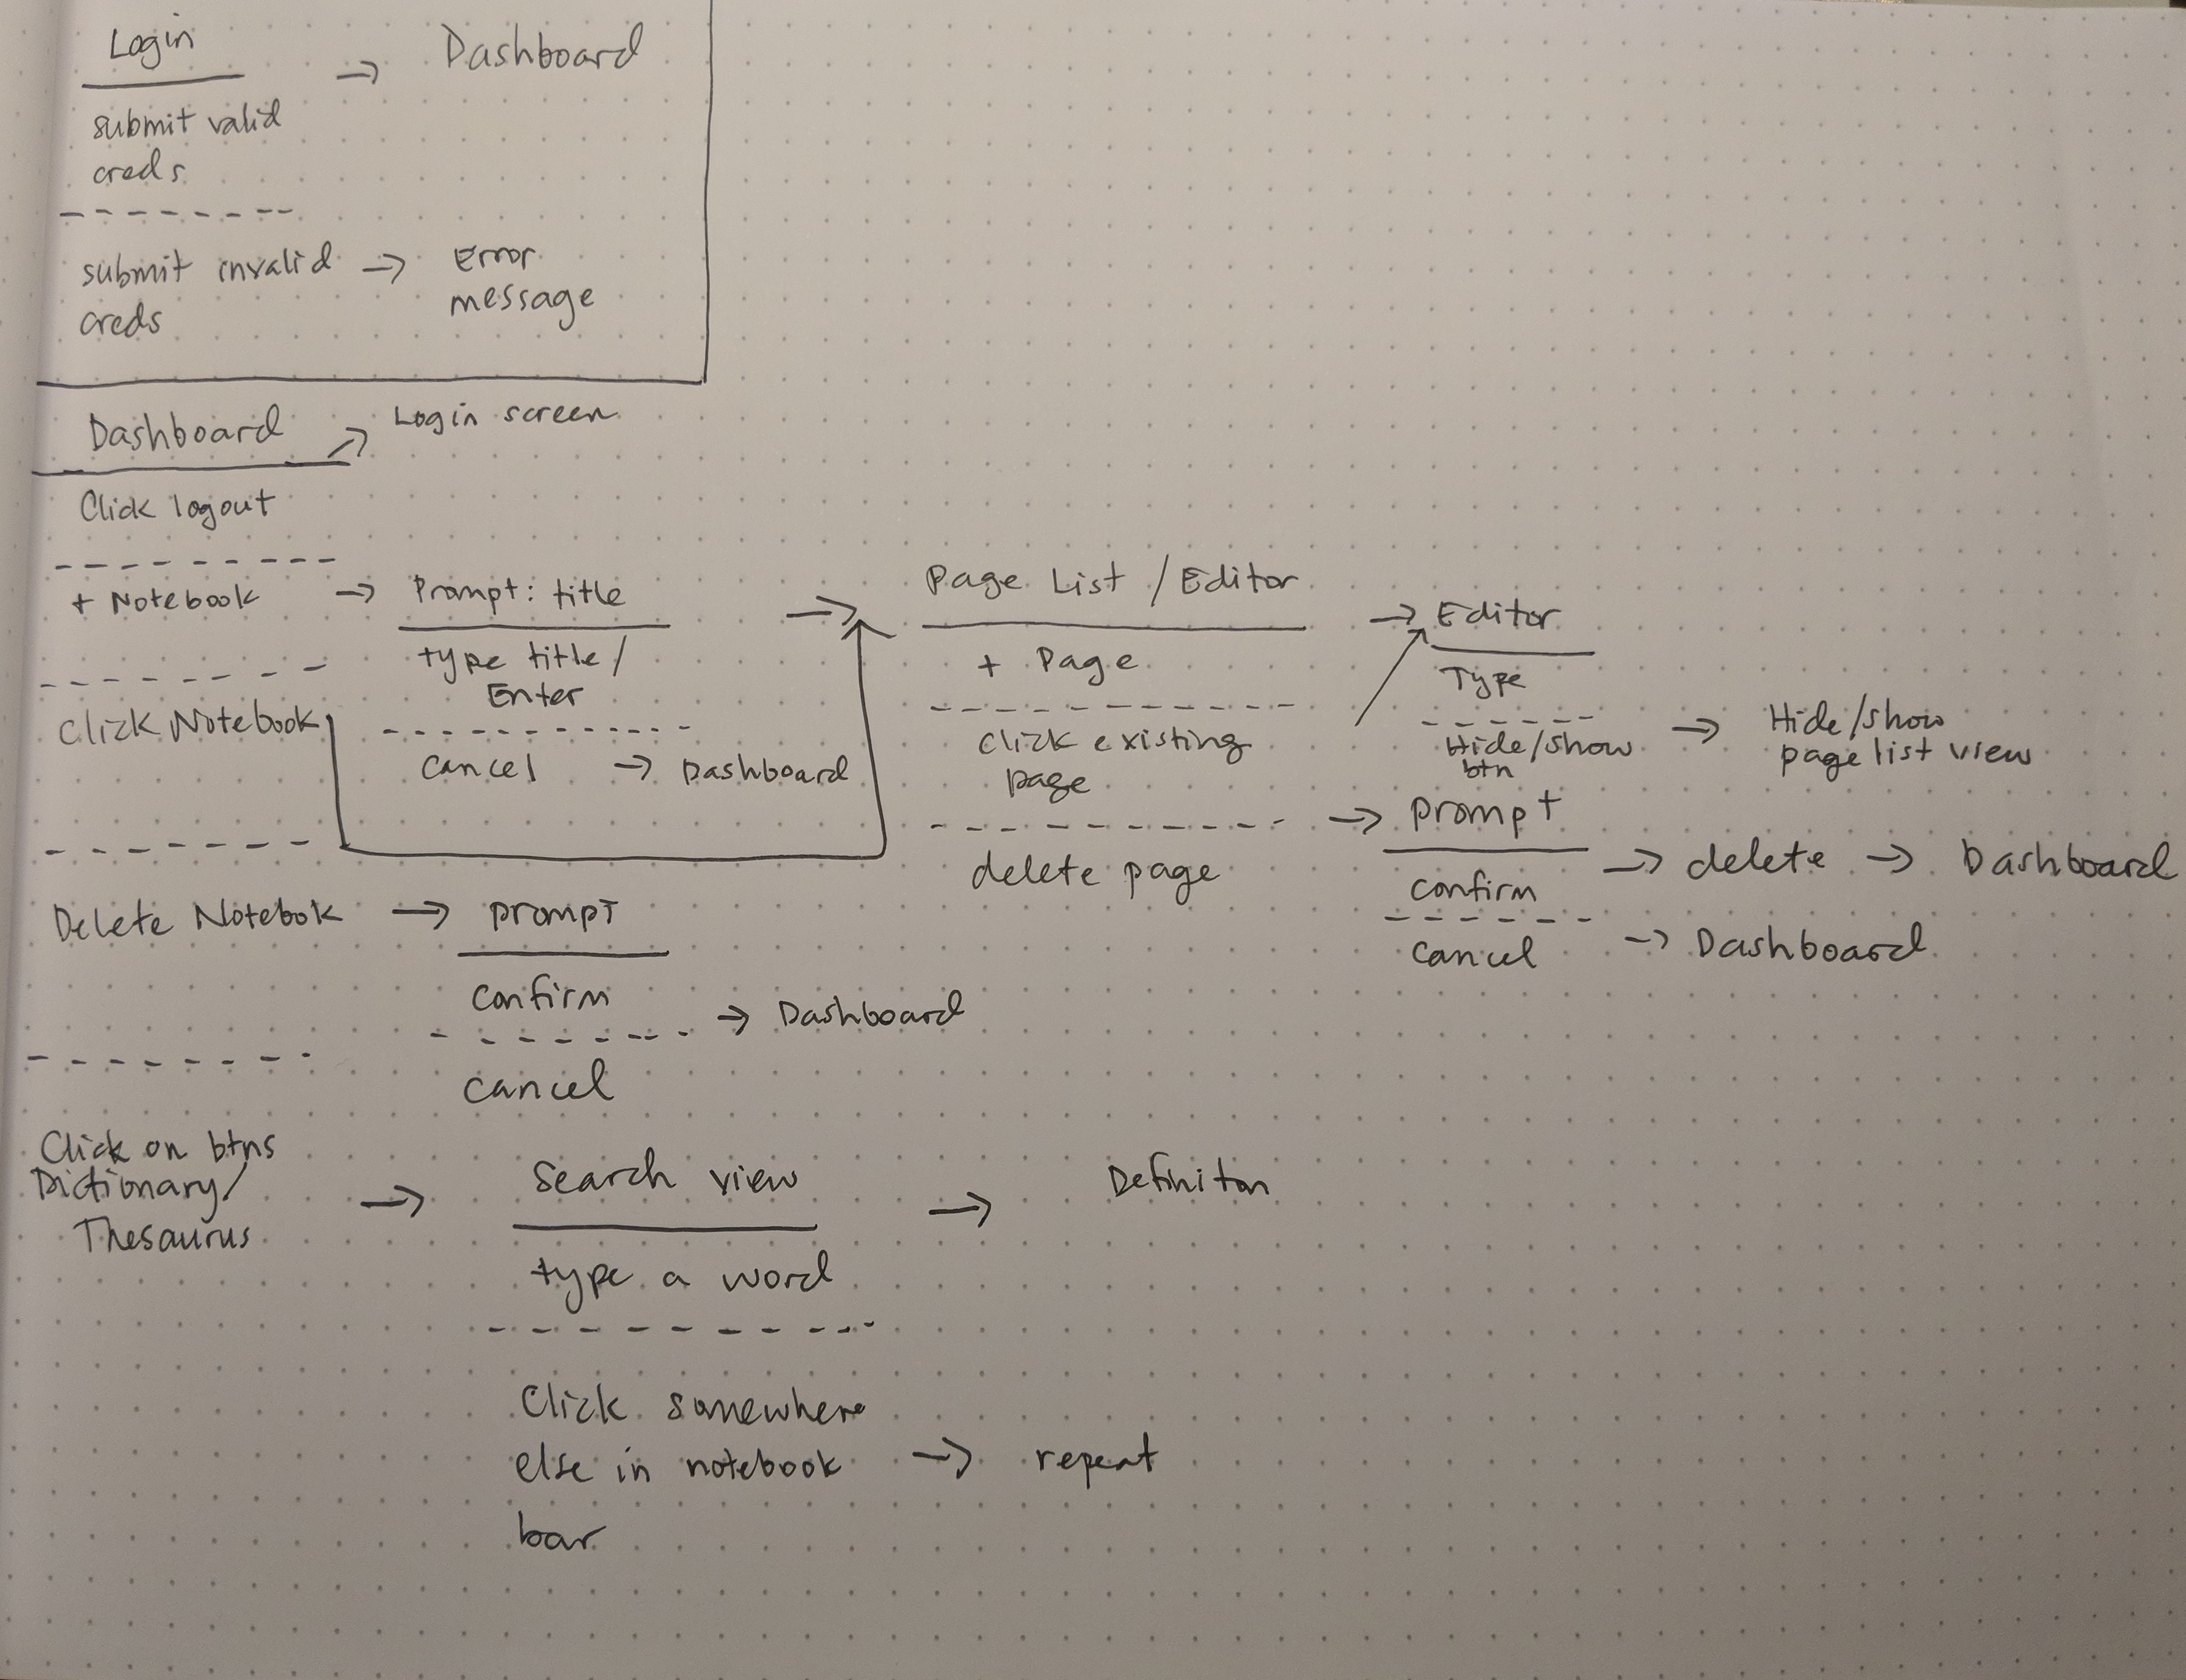 Login → Dashboard
submit valid
creds
submit invalid → Error
creds message
Dashboard → Login screen
Click logout
+ Notebook → Prompt: title → Page List / Editor → Editor
type title / + Page Type
Enter
Click Notebook click existing Hide/show → Hide/show
page btn page list view
cancel → Dashboard
→ prompt
delete page confirm → delete → Dashboard
Delete Notebok → prompt cancel → Dashboard
confirm → Dashboard
cancel
Click on btns
Dictionary/ → Search view → Definiton
Thesaurus
type a word
Click somewhere
else in notebook → repeat
bar